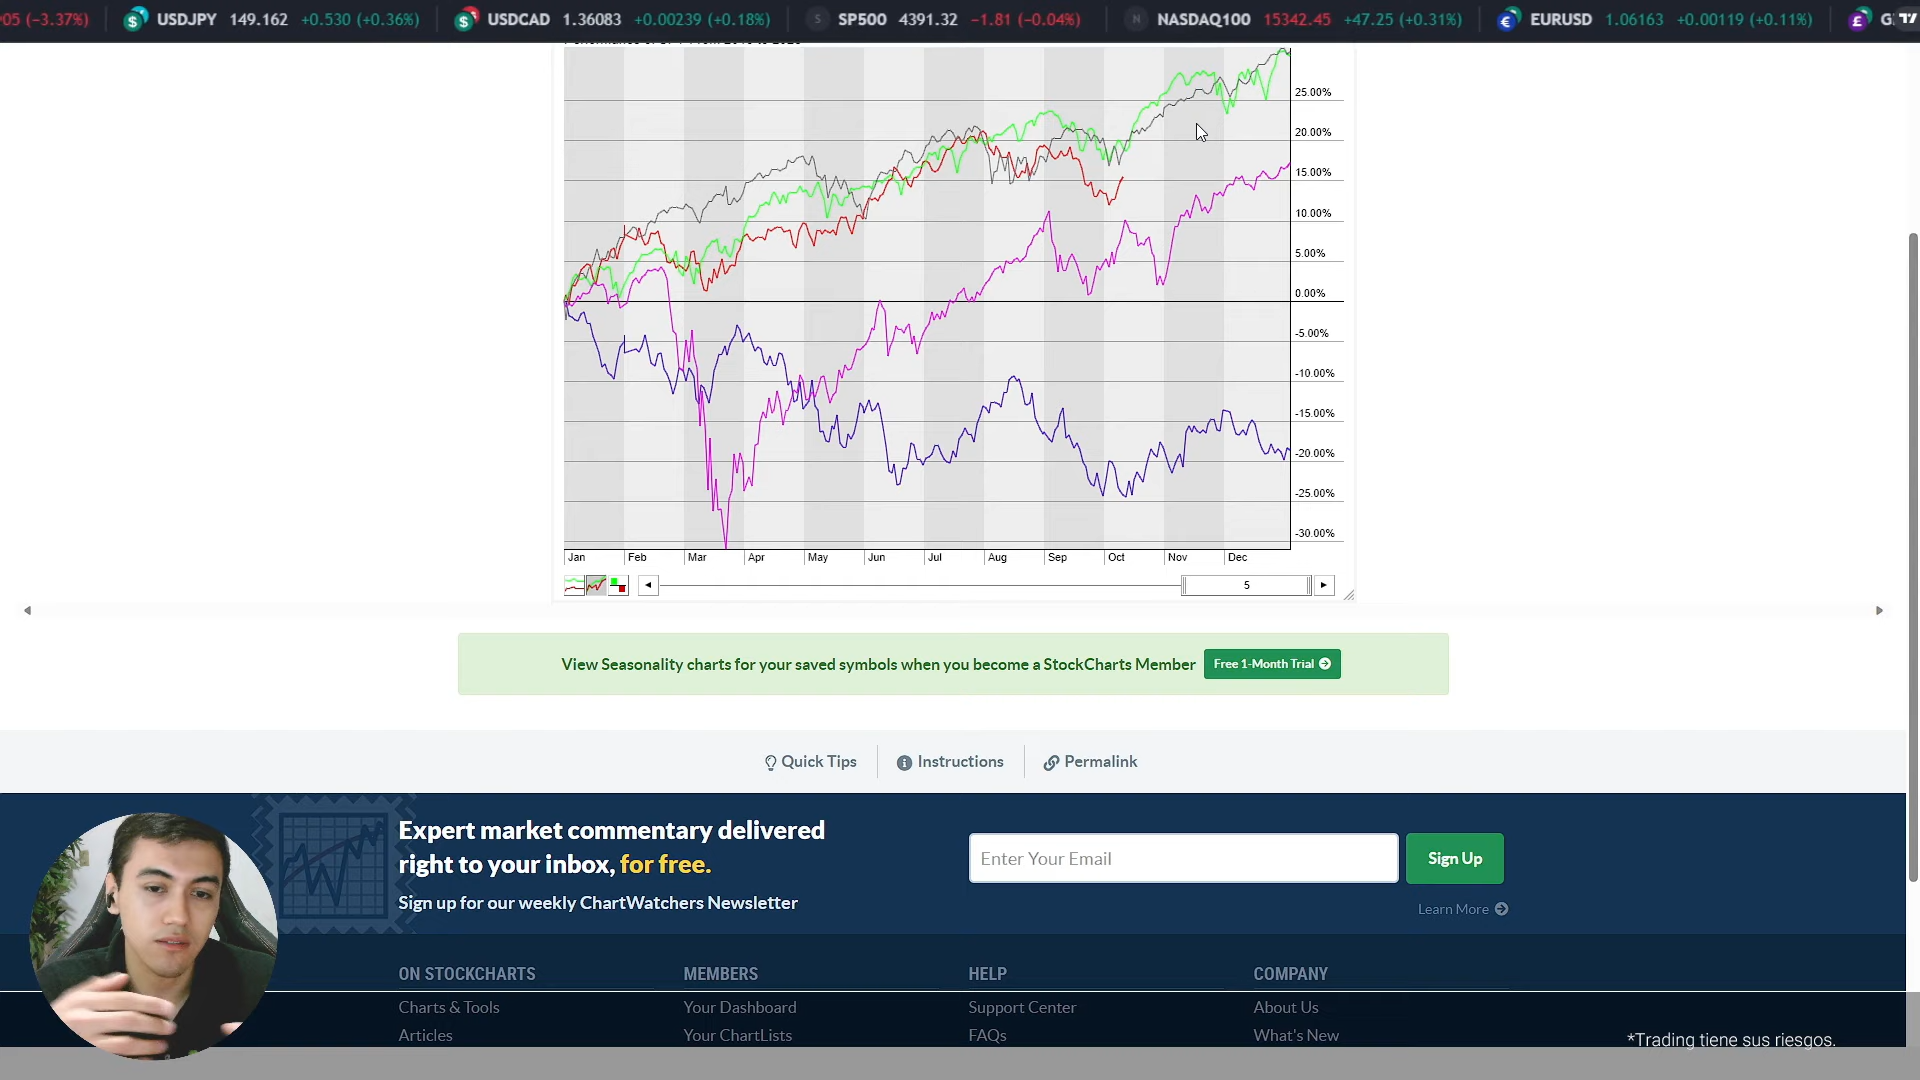 05 (−3.37%) USDJPY 149.162 +0.530 (+0.36%) USDCAD 1.36083 +0.00239 (+0.18%) S SP500 4391.32 −1.81 (−0.04%) N NASDAQ100 15342.45 +47.25 (+0.31%) EURUSD 1.06163 +0.00119 (+0.11%) G
25.00%
20.00%
15.00%
10.00%
5.00%
0.00%
-5.00%
-10.00%
-15.00%
-20.00%
-25.00%
-30.00%
Jan Feb Mar Apr May Jun Jul Aug Sep Oct Nov Dec
5
View Seasonality charts for your saved symbols when you become a StockCharts Member Free 1-Month Trial
Quick Tips Instructions Permalink
Expert market commentary delivered
right to your inbox, for free.
Sign up for our weekly ChartWatchers Newsletter
Enter Your Email Sign Up
Learn More
ON STOCKCHARTS MEMBERS HELP COMPANY
Charts & Tools Your Dashboard Support Center About Us
Articles Your ChartLists FAQs What's New
*Trading tiene sus riesgos.